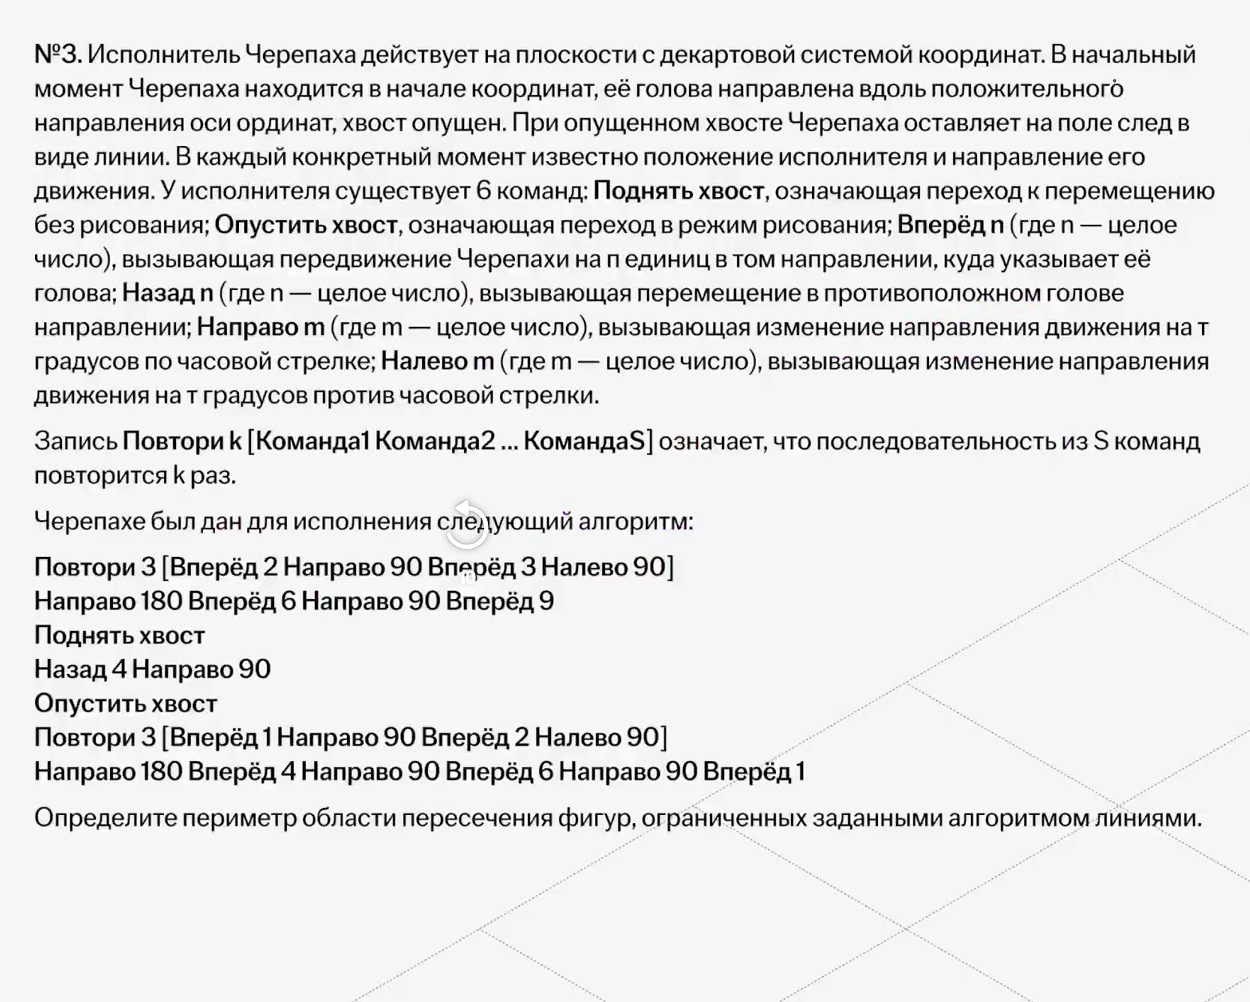 №3. Исполнитель Черепаха действует на плоскости с декартовой системой координат. В начальный
момент Черепаха находится в начале координат, её голова направлена вдоль положительного
направления оси ординат, хвост опущен. При опущенном хвосте Черепаха оставляет на поле след в
виде линии. В каждый конкретный момент известно положение исполнителя и направление его
движения. У исполнителя существует 6 команд: Поднять хвост, означающая переход к перемещению
без рисования; Опустить хвост, означающая переход в режим рисования; Вперёд n (где n — целое
число), вызывающая передвижение Черепахи на п единиц в том направлении, куда указывает её
голова; Назад n (где n — целое число), вызывающая перемещение в противоположном голове
направлении; Направо m (где m — целое число), вызывающая изменение направления движения на т
градусов по часовой стрелке; Налево m (где m — целое число), вызывающая изменение направления
движения на т градусов против часовой стрелки.
Запись Повтори k [Команда1 Команда2 ... КомандаS] означает, что последовательность из S команд
повторится k раз.
Черепахе был дан для исполнения следующий алгоритм:
Повтори 3 [Вперёд 2 Направо 90 Вперёд 3 Налево 90]
Направо 180 Вперёд 6 Направо 90 Вперёд 9
Поднять хвост
Назад 4 Направо 90
Опустить хвост
Повтори 3 [Вперёд 1 Направо 90 Вперёд 2 Налево 90]
Направо 180 Вперёд 4 Направо 90 Вперёд 6 Направо 90 Вперёд 1
Определите периметр области пересечения фигур, ограниченных заданными алгоритмом линиями.